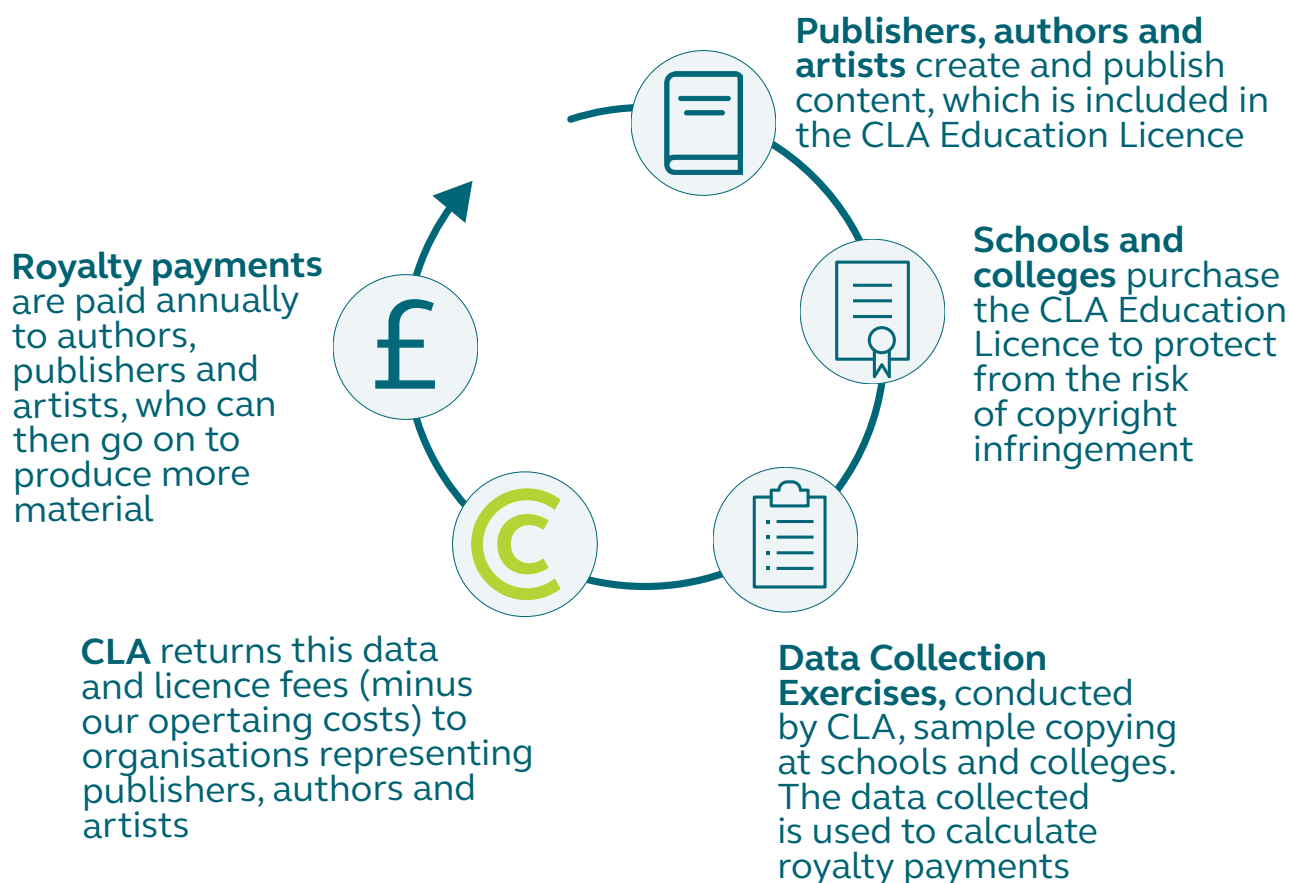 Publishers, authors and
artists create and publish
content, which is included in
the CLA Education Licence
Schools and
colleges purchase
the CLA Education
Licence to protect
from the risk
of copyright
infringement
Data Collection
Exercises, conducted
by CLA, sample copying
at schools and colleges.
The data collected
is used to calculate
royalty payments
CLA returns this data
and licence fees (minus
our opertaing costs) to
organisations representing
publishers, authors and
artists
Royalty payments
are paid annually
to authors,
publishers and
artists, who can
then go on to
produce more
material
£